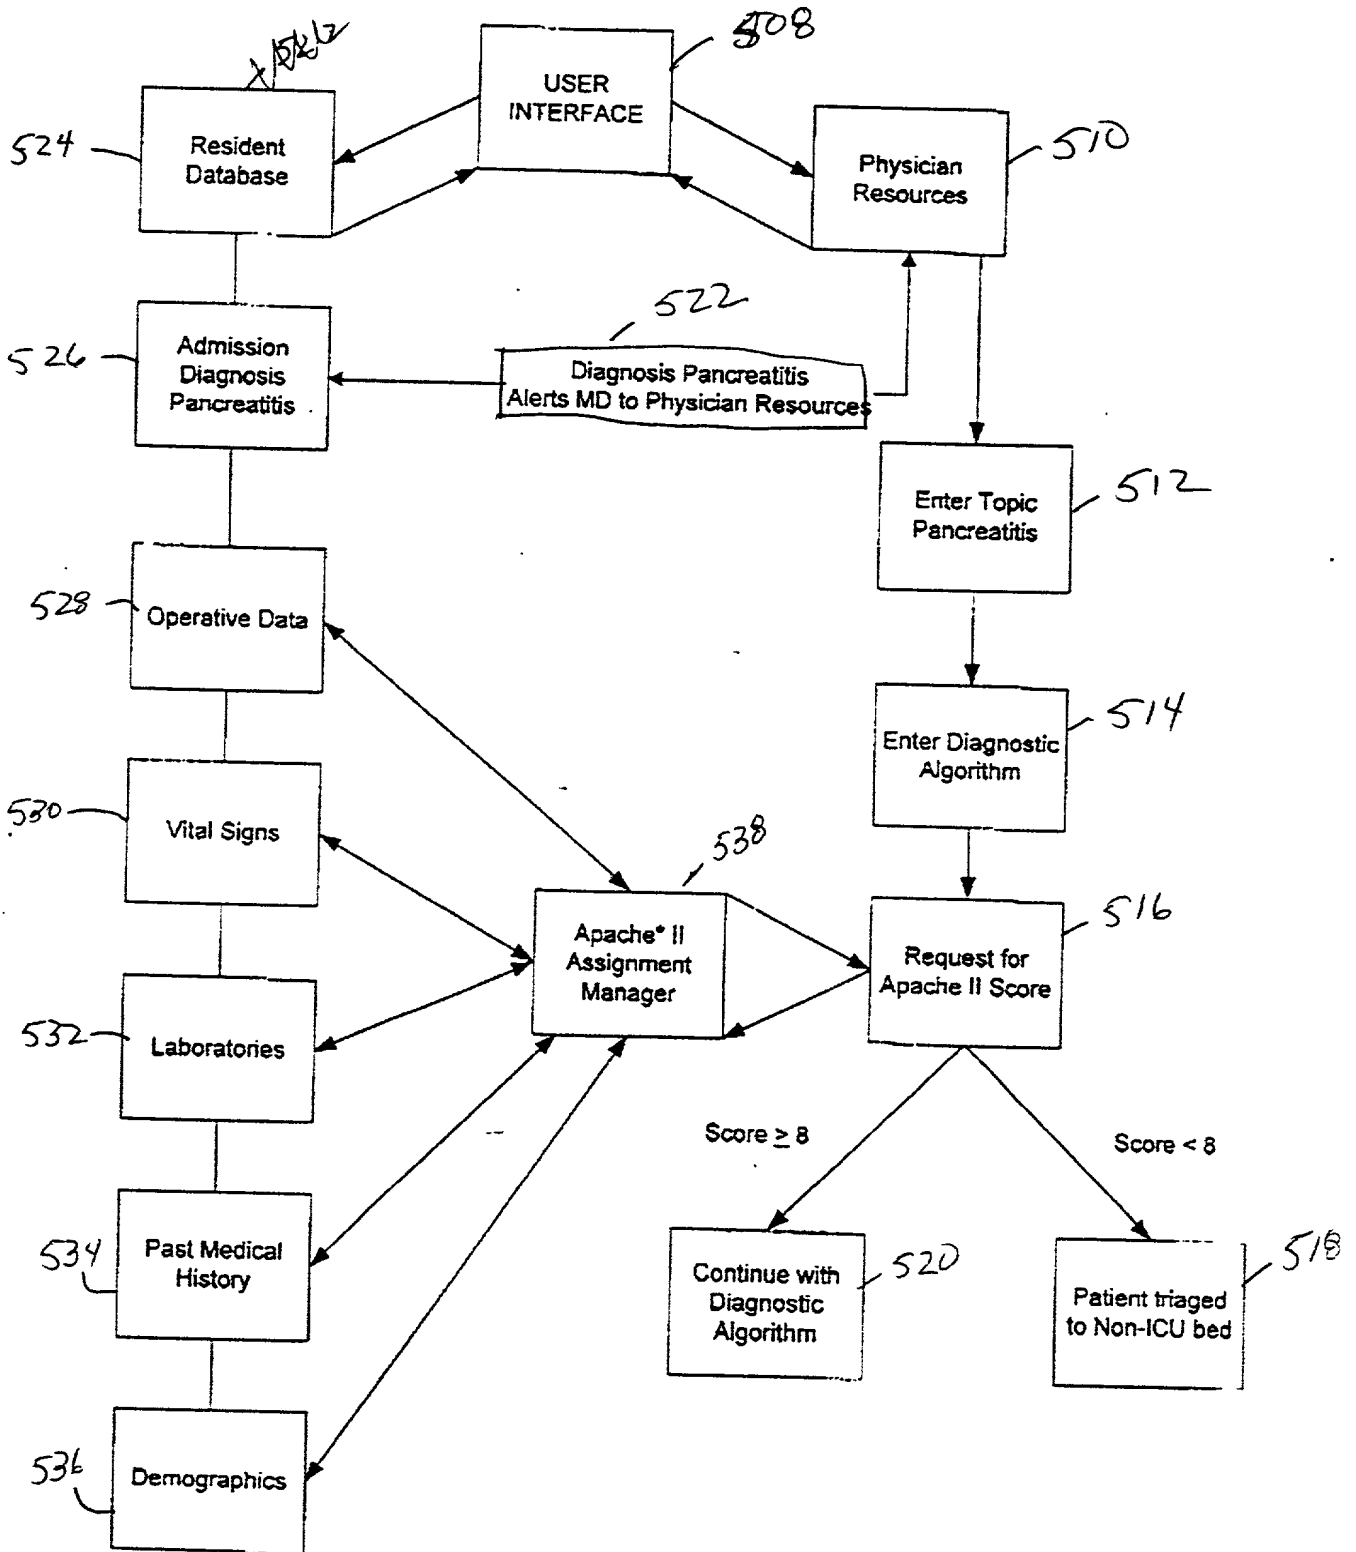 508
USER
INTERFACE
524
Resident
Database
510
Physician
Resources
522
526
Admission
Diagnosis
Pancreatitis
Diagnosis Pancreatitis
Alerts MD to Physician Resources
512
Enter Topic
Pancreatitis
528
Operative Data
514
Enter Diagnostic
Algorithm
530
Vital Signs
538
Apache* II
Assignment
Manager
516
Request for
Apache II Score
532
Laboratories
Score ≥ 8
Score < 8
534
Past Medical
History
520
Continue with
Diagnostic
Algorithm
518
Patient triaged
to Non-ICU bed
536
Demographics